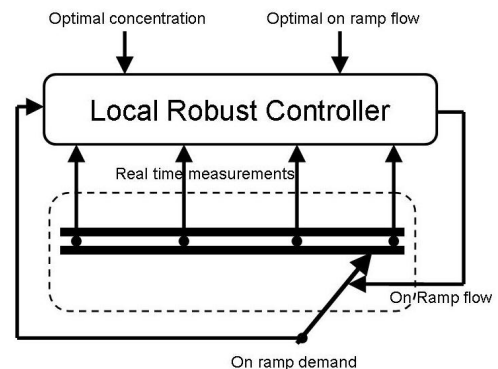 Optimal concentration
Optimal on ramp flow
Local Robust Controller
Real time measurements
On Ramp flow
On ramp demand